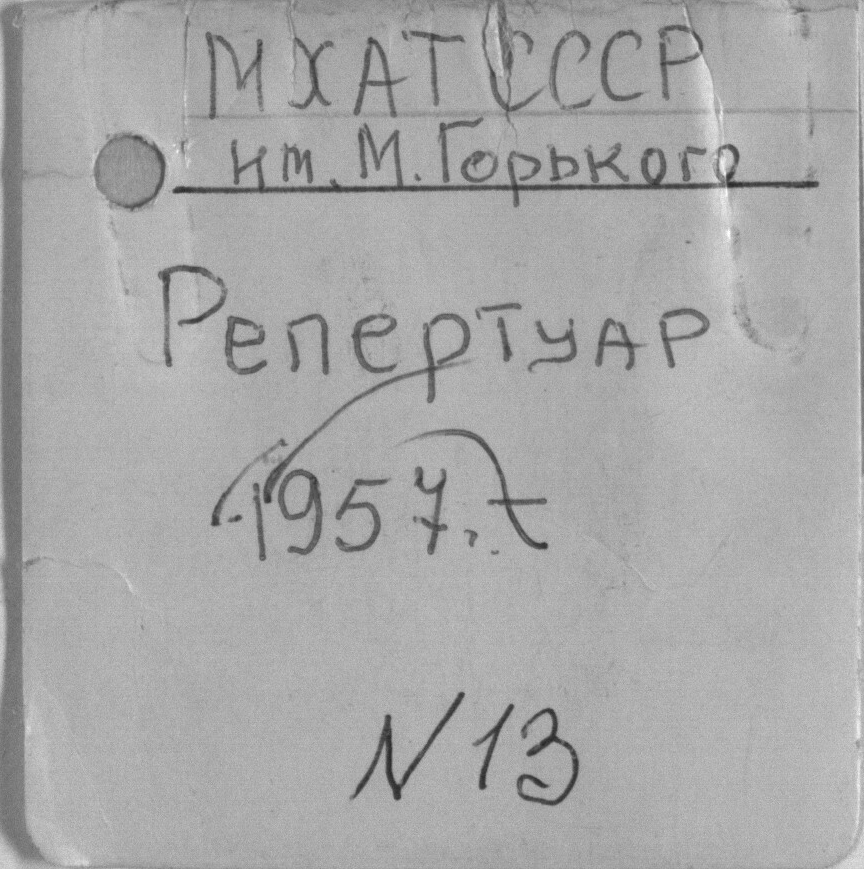 МХАТ СССР
им. М. Горького
Репертуар
1957.
N 13